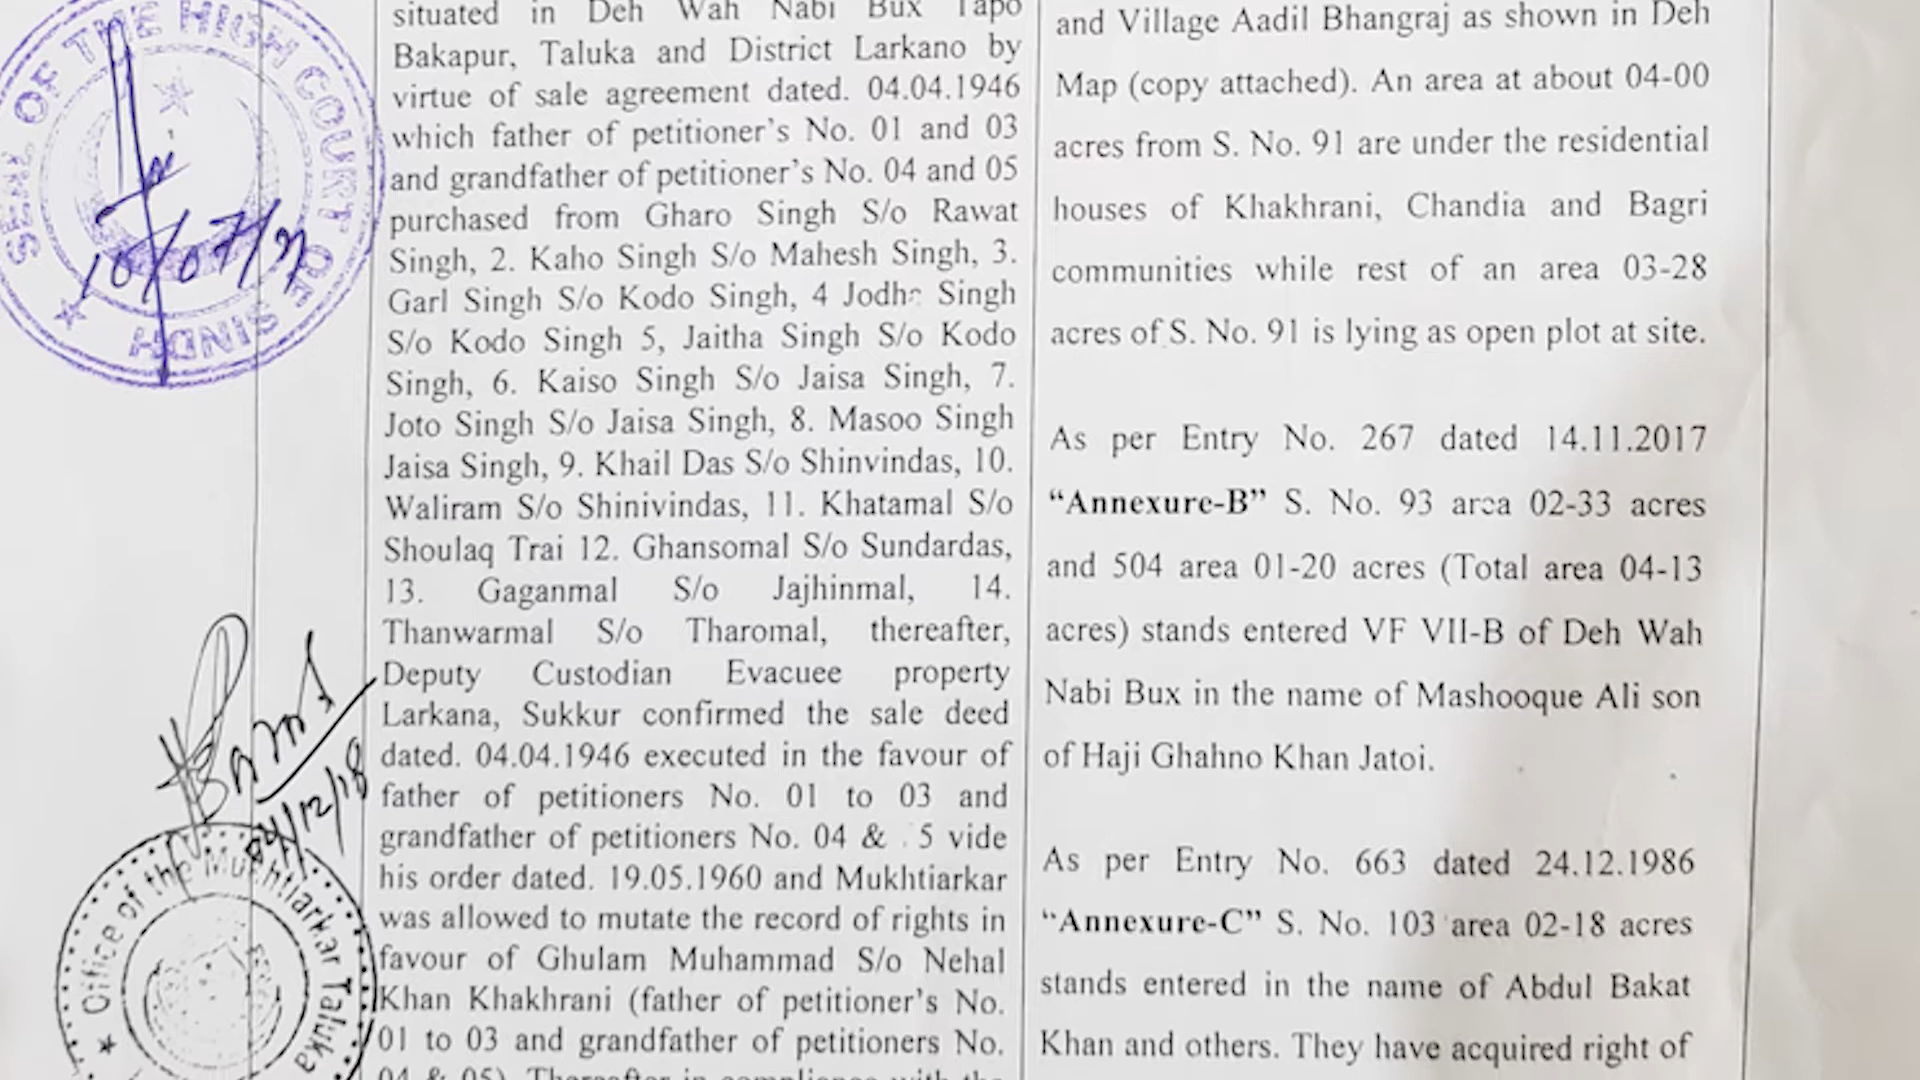 situated in Deh Wah Nabi Bux Tapo
Bakapur, Taluka and District Larkano by
virtue of sale agreement dated. 04.04.1946
which father of petitioner's No. 01 and 03
and grandfather of petitioner's No. 04 and 05
purchased from Gharo Singh S/o Rawat
Singh, 2. Kaho Singh S/o Mahesh Singh, 3.
Garl Singh S/o Kodo Singh, 4 Jodha Singh
S/o Kodo Singh 5, Jaitha Singh S/o Kodo
Singh, 6. Kaiso Singh S/o Jaisa Singh, 7.
Joto Singh S/o Jaisa Singh, 8. Masoo Singh
Jaisa Singh, 9. Khail Das S/o Shinvindas, 10.
Waliram S/o Shinivindas, 11. Khatamal S/o
Shoulaq Trai 12. Ghansomal S/o Sundardas,
13. Gaganmal S/o Jajhinmal, 14.
Thanwarmal S/o Tharomal, thereafter,
Deputy Custodian Evacuee property
Larkana, Sukkur confirmed the sale deed
dated. 04.04.1946 executed in the favour of
father of petitioners No. 01 to 03 and
grandfather of petitioners No. 04 & 5 vide
his order dated. 19.05.1960 and Mukhtiarkar
was allowed to mutate the record of rights in
favour of Ghulam Muhammad S/o Nehal
Khan Khakhrani (father of petitioner's No.
01 to 03 and grandfather of petitioners No.
04 & 05). Thereafter in compliance with the
and Village Aadil Bhangraj as shown in Deh
Map (copy attached). An area at about 04-00
acres from S. No. 91 are under the residential
houses of Khakhrani, Chandia and Bagri
communities while rest of an area 03-28
acres of S. No. 91 is lying as open plot at site.
As per Entry No. 267 dated 14.11.2017
“Annexure-B” S. No. 93 area 02-33 acres
and 504 area 01-20 acres (Total area 04-13
acres) stands entered VF VII-B of Deh Wah
Nabi Bux in the name of Mashooque Ali son
of Haji Ghahno Khan Jatoi.
As per Entry No. 663 dated 24.12.1986
“Annexure-C” S. No. 103 area 02-18 acres
stands entered in the name of Abdul Bakat
Khan and others. They have acquired right of
SEAL OF THE HIGH COURT OF SINDH
Office of the Mukhtiarkar Taluka